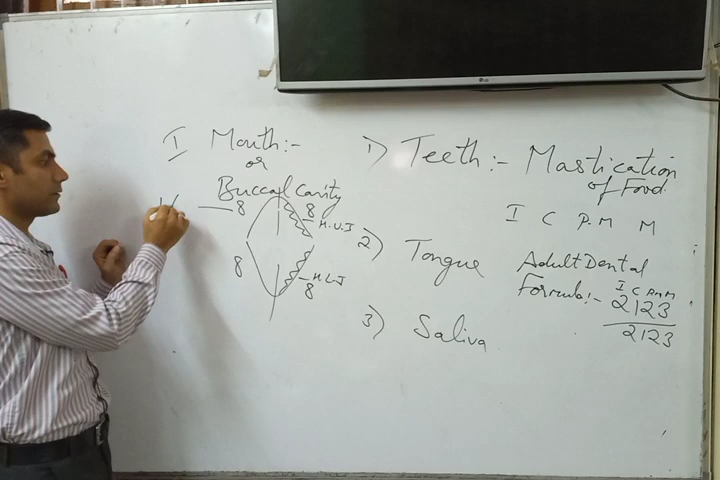 LG
I Mouth:-
or
Buccal Cavity
8 8
H.U.J
8 H.L.J
8
1) Teeth:- Mastication
of Food
I C P.M M
2) Tongue
Adult Dental
Formula:-
I C P.M M
2123
2123
3) Saliva